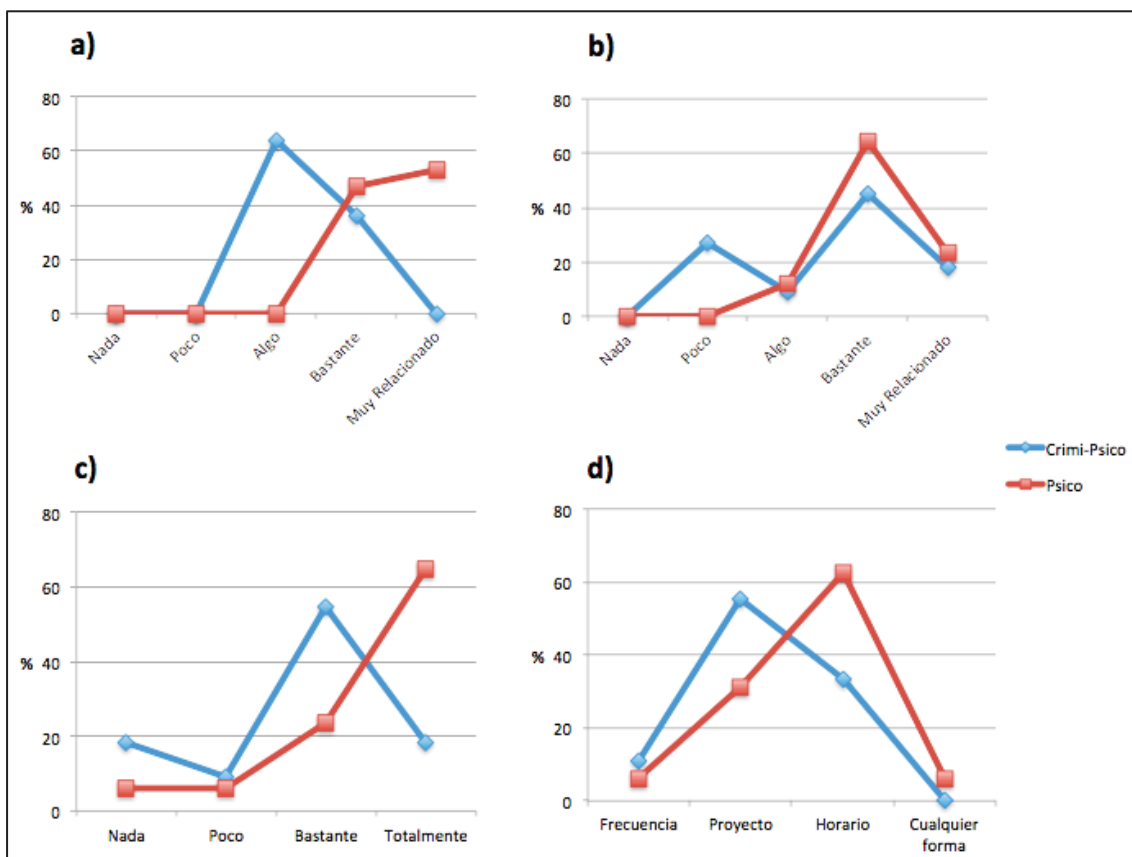 a)
80
60
% 40
20
0
Nada
Poco
Algo
Bastante
Muy Relacionado
b)
80
60
% 40
20
0
Nada
Poco
Algo
Bastante
Muy Relacionado
Crimi-Psico
Psico
c)
80
60
% 40
20
0
Nada
Poco
Bastante
Totalmente
d)
80
60
% 40
20
0
Frecuencia
Proyecto
Horario
Cualquier
forma